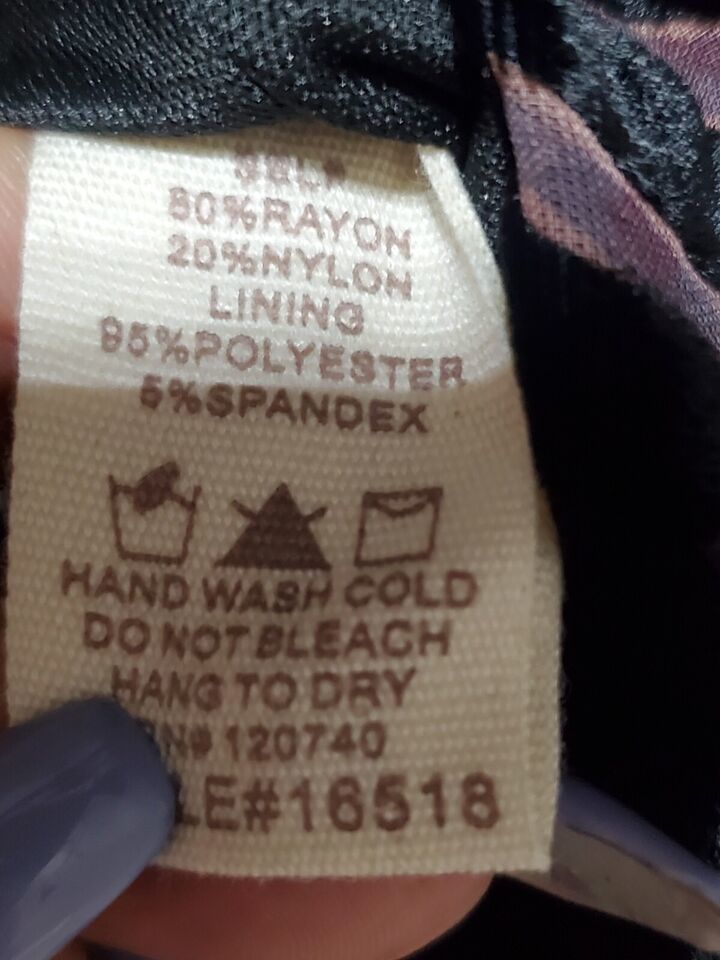 SELF
80%RAYON
20%NYLON
LINING
95%POLYESTER
5%SPANDEX
HAND WASH COLD
DO NOT BLEACH
HANG TO DRY
N# 120740
LE#16518